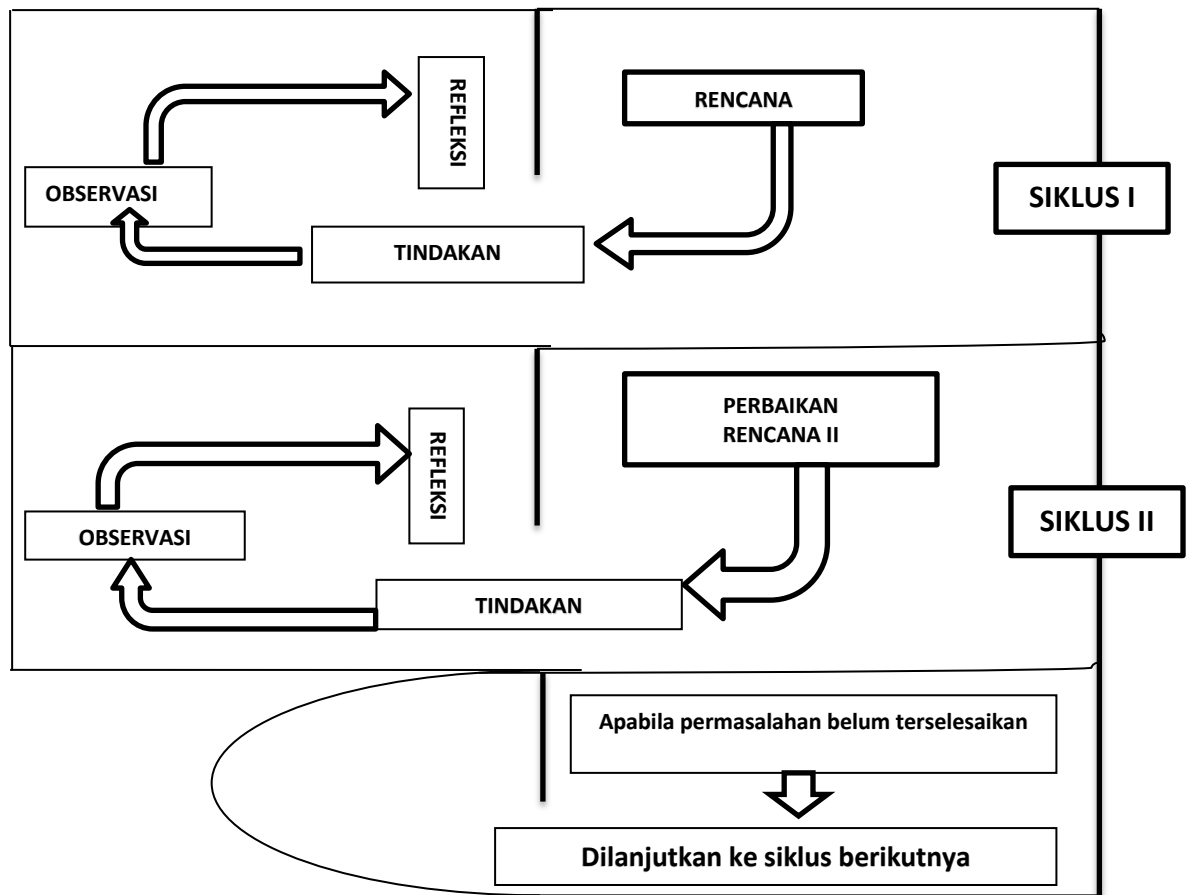 REFLEKSI
RENCANA
OBSERVASI
SIKLUS I
TINDAKAN
PERBAIKAN
RENCANA II
REFLEKSI
SIKLUS II
OBSERVASI
TINDAKAN
Apabila permasalahan belum terselesaikan
Dilanjutkan ke siklus berikutnya